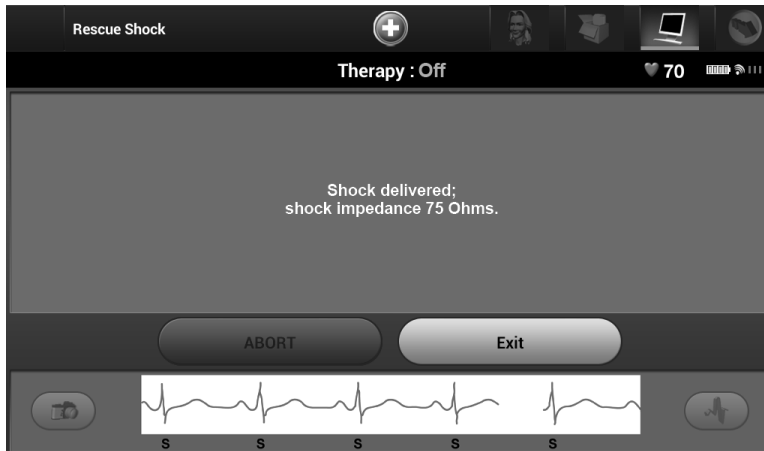 Rescue Shock
Therapy : Off 70
Shock delivered;
shock impedance 75 Ohms.
ABORT Exit
S S S S S